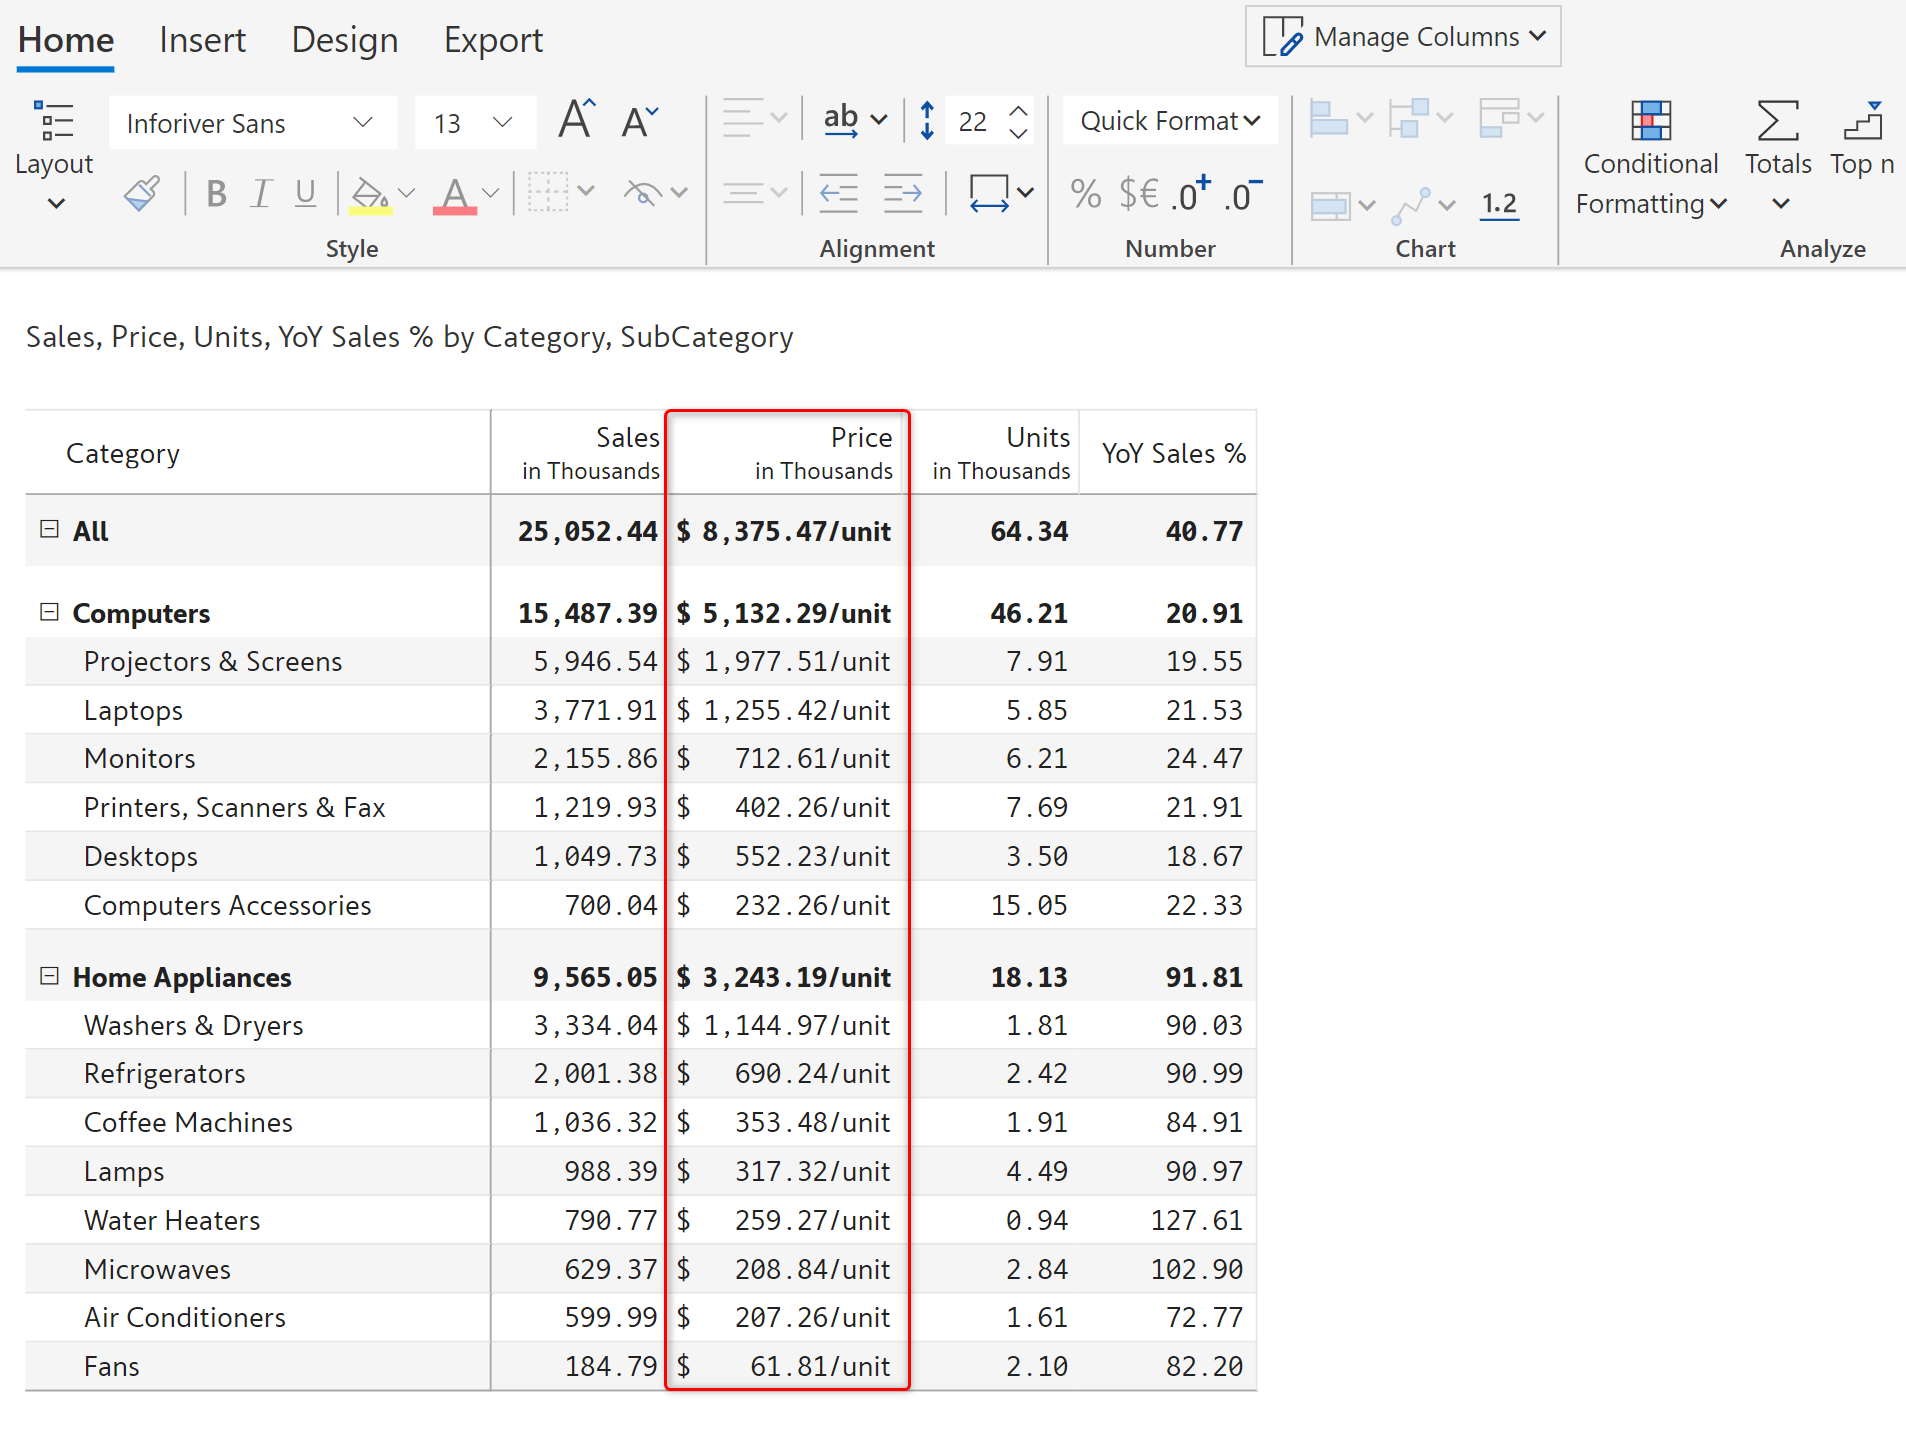 Home Insert Design Export Manage Columns
Inforiver Sans 13 A A ab 22 Quick Format
Layout Conditional Totals Top n
B I U A % $€ .0+ .0- 1.2 Formatting
Style Alignment Number Chart Analyze
Sales, Price, Units, YoY Sales % by Category, SubCategory
Category Sales in Thousands Price in Thousands Units in Thousands YoY Sales %
All 25,052.44 $ 8,375.47/unit 64.34 40.77
Computers 15,487.39 $ 5,132.29/unit 46.21 20.91
Projectors & Screens 5,946.54 $ 1,977.51/unit 7.91 19.55
Laptops 3,771.91 $ 1,255.42/unit 5.85 21.53
Monitors 2,155.86 $ 712.61/unit 6.21 24.47
Printers, Scanners & Fax 1,219.93 $ 402.26/unit 7.69 21.91
Desktops 1,049.73 $ 552.23/unit 3.50 18.67
Computers Accessories 700.04 $ 232.26/unit 15.05 22.33
Home Appliances 9,565.05 $ 3,243.19/unit 18.13 91.81
Washers & Dryers 3,334.04 $ 1,144.97/unit 1.81 90.03
Refrigerators 2,001.38 $ 690.24/unit 2.42 90.99
Coffee Machines 1,036.32 $ 353.48/unit 1.91 84.91
Lamps 988.39 $ 317.32/unit 4.49 90.97
Water Heaters 790.77 $ 259.27/unit 0.94 127.61
Microwaves 629.37 $ 208.84/unit 2.84 102.90
Air Conditioners 599.99 $ 207.26/unit 1.61 72.77
Fans 184.79 $ 61.81/unit 2.10 82.20